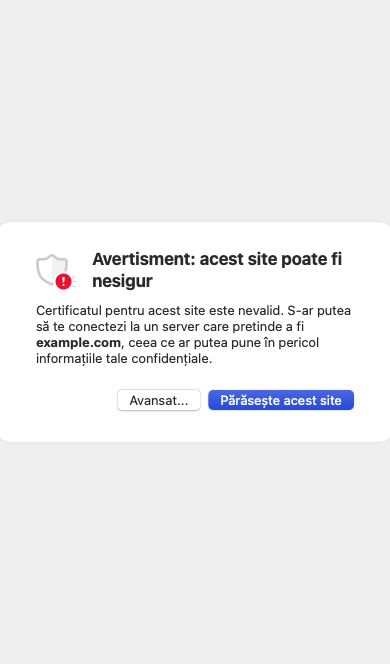 Avertisment: acest site poate fi
nesigur
Certificatul pentru acest site este nevalid. S-ar putea
să te conectezi la un server care pretinde a fi
example.com, ceea ce ar putea pune în pericol
informațiile tale confidențiale.
Avansat... Părăsește acest site